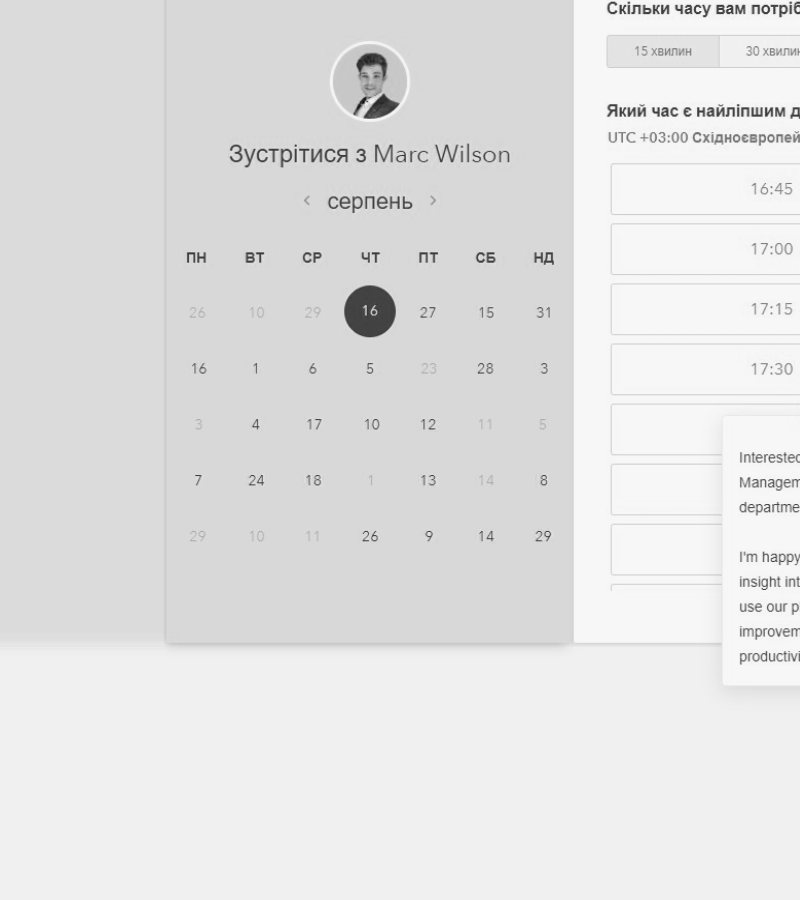 Скільки часу вам потріб
15 хвилин 30 хвилин
Який час є найліпшим д
UTC +03:00 Східноєвропей
Зустрітися з Marc Wilson
‹ серпень ›
ПН ВТ СР ЧТ ПТ СБ НД
26 10 29 16 27 15 31
16 1 6 5 23 28 3
3 4 17 10 12 11 5
7 24 18 1 13 14 8
29 10 11 26 9 14 29
16:45
17:00
17:15
17:30
Interested
Managem
departme
I'm happy
insight int
use our p
improvem
productivi